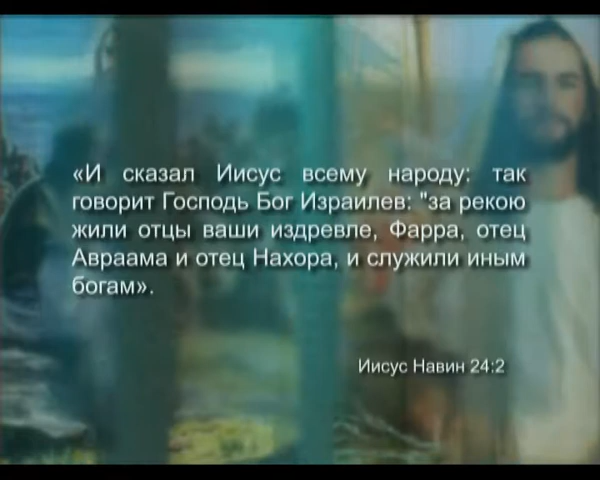 «И сказал Иисус всему народу: так
говорит Господь Бог Израилев: "за рекою
жили отцы ваши издревле, Фарра, отец
Авраама и отец Нахора, и служили иным
богам».
Иисус Навин 24:2